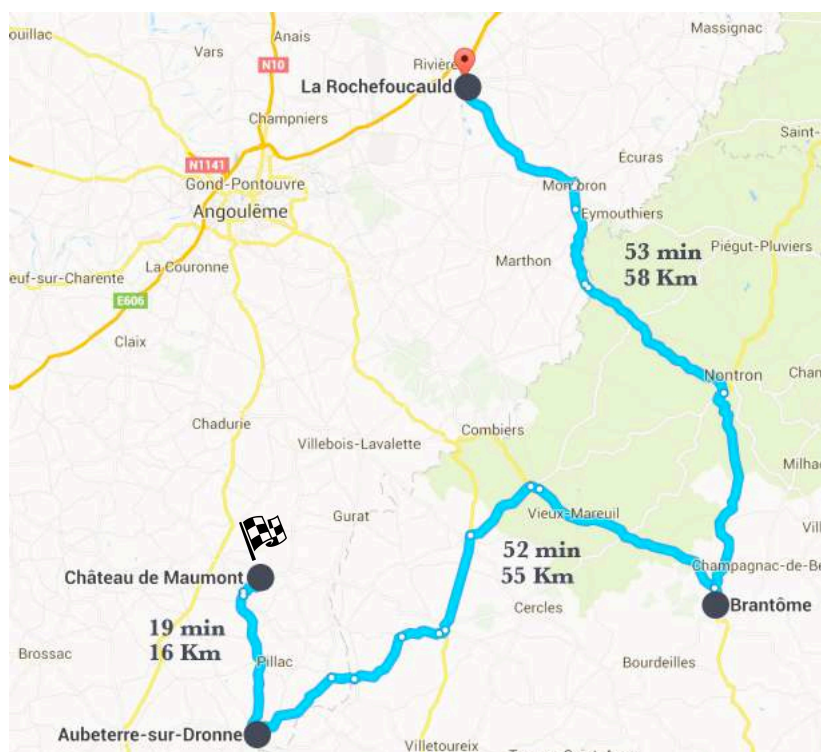 ouillac
Vars
Anais
Massignac
N10
Rivière
La Rochefoucauld
Champniers
Saint-
N1141
Écuras
Gond-Pontouvre
Angoulême
Montbron
Eymouthiers
Piégut-Pluviers
53 min
58 Km
Marthon
La Couronne
euf-sur-Charente
E606
Claix
Nontron
Chan
Chadurie
Combiers
Villebois-Lavalette
Milha
Gurat
Vieux-Mareuil
Vill
52 min
55 Km
Château de Maumont
Champagnac-de-Be
Cercles
Brantôme
19 min
16 Km
Brossac
Pillac
Bourdeilles
Aubeterre-sur-Dronne
Villetoureix